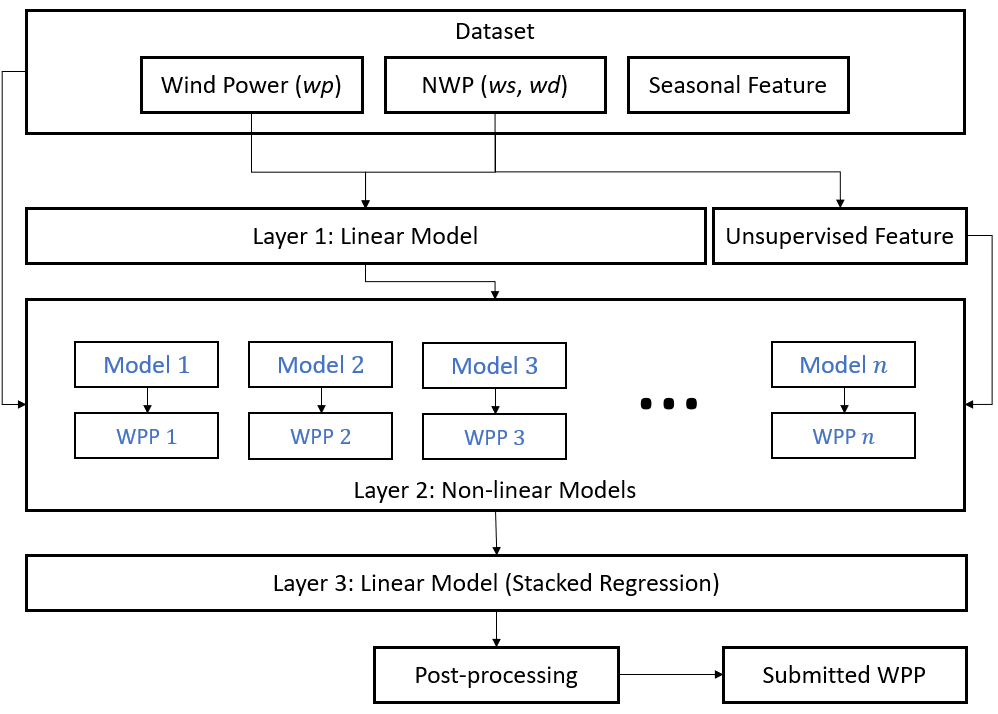 Dataset
Wind Power (wp)
NWP (ws, wd)
Seasonal Feature
Layer 1: Linear Model
Unsupervised Feature
Model 1
Model 2
Model 3
Model n
...
WPP 1
WPP 2
WPP 3
WPP n
Layer 2: Non-linear Models
Layer 3: Linear Model (Stacked Regression)
Post-processing
Submitted WPP